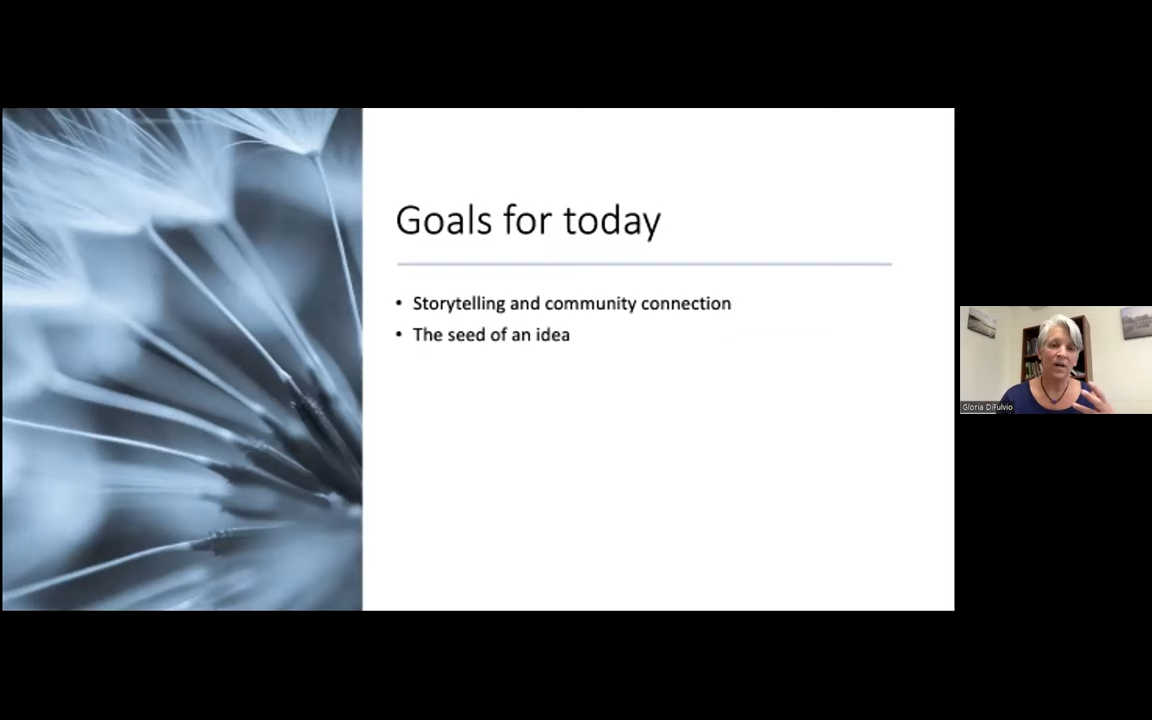 Goals for today
• Storytelling and community connection
• The seed of an idea
Gloria DiFulvio